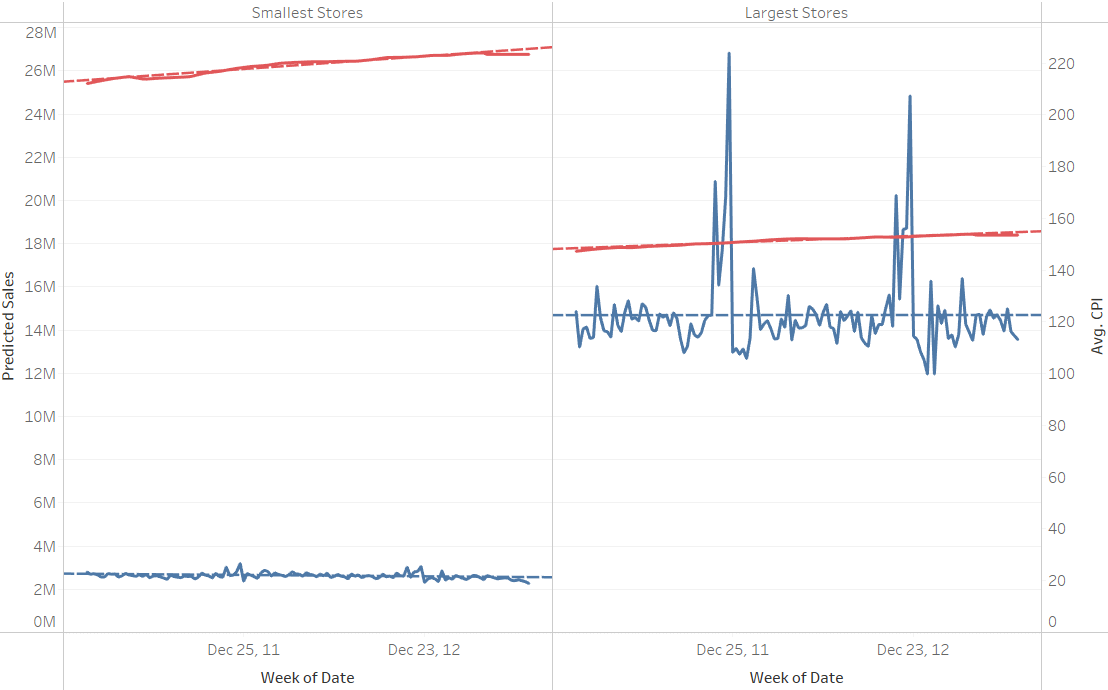 Smallest Stores
Largest Stores
28M
26M
24M
22M
20M
18M
16M
14M
12M
10M
8M
6M
4M
2M
0M
Predicted Sales
220
200
180
160
140
120
100
80
60
40
20
0
Avg. CPI
Dec 25, 11
Dec 23, 12
Dec 25, 11
Dec 23, 12
Week of Date
Week of Date